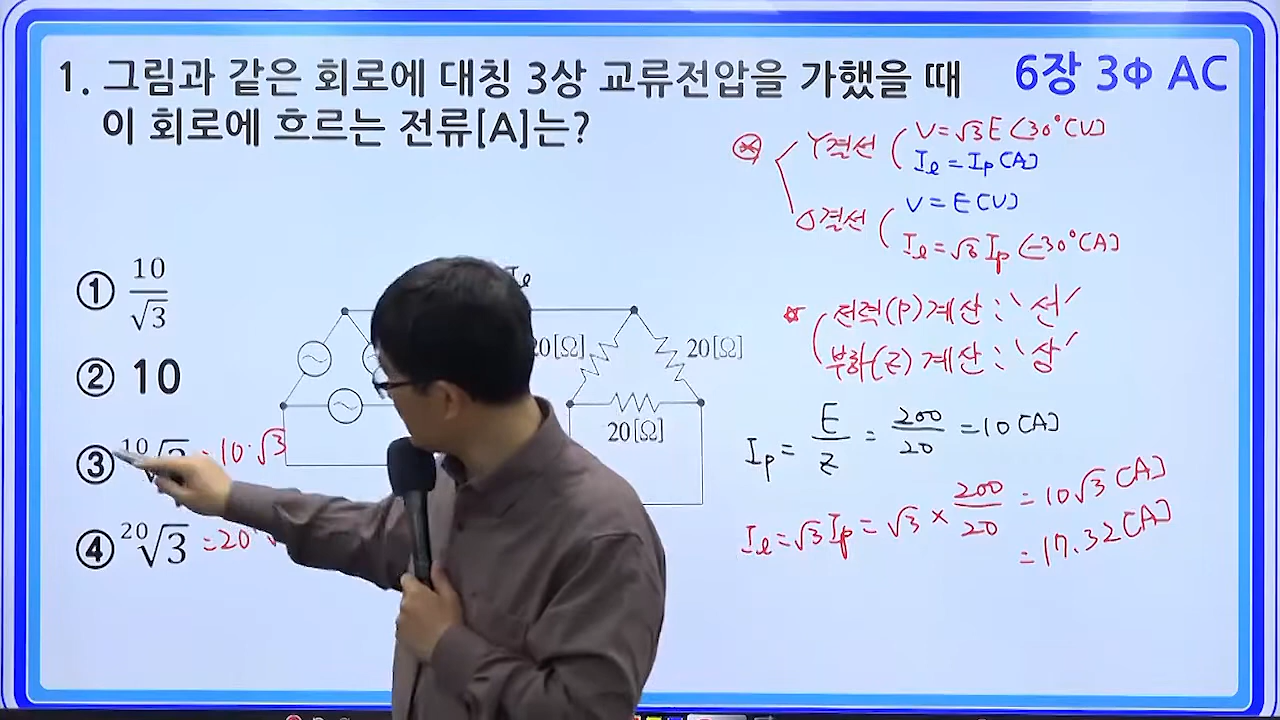 1. 그림과 같은 회로에 대칭 3상 교류전압을 가했을 때
이 회로에 흐르는 전류[A]는?
6장 3Φ AC
① 10/√3
② 10
③ ¹⁰√3 = 10·√3
④ ²⁰√3 = 20
20[Ω]
20[Ω]
20[Ω]
Y결선 ( V = √3 E ∠30° [V]
Iℓ = Ip [A]
Δ결선 ( V = E [V]
Iℓ = √3 Ip ∠-30° [A]
전력(P) 계산 : '선'
부하(Z) 계산 : '상'
Ip = E/Z = 200/20 = 10 [A]
Iℓ = √3 Ip = √3 × 200/20 = 10√3 [A]
= 17.32 [A]